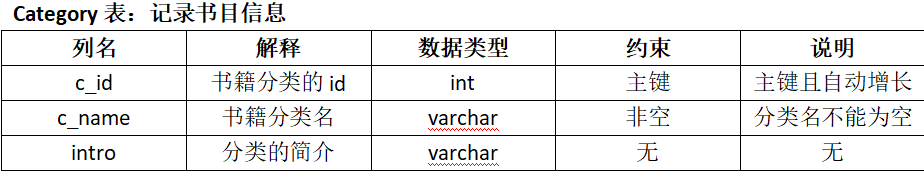 Category 表：记录书目信息
列名 解释 数据类型 约束 说明
c_id 书籍分类的 id int 主键 主键且自动增长
c_name 书籍分类名 varchar 非空 分类名不能为空
intro 分类的简介 varchar 无 无